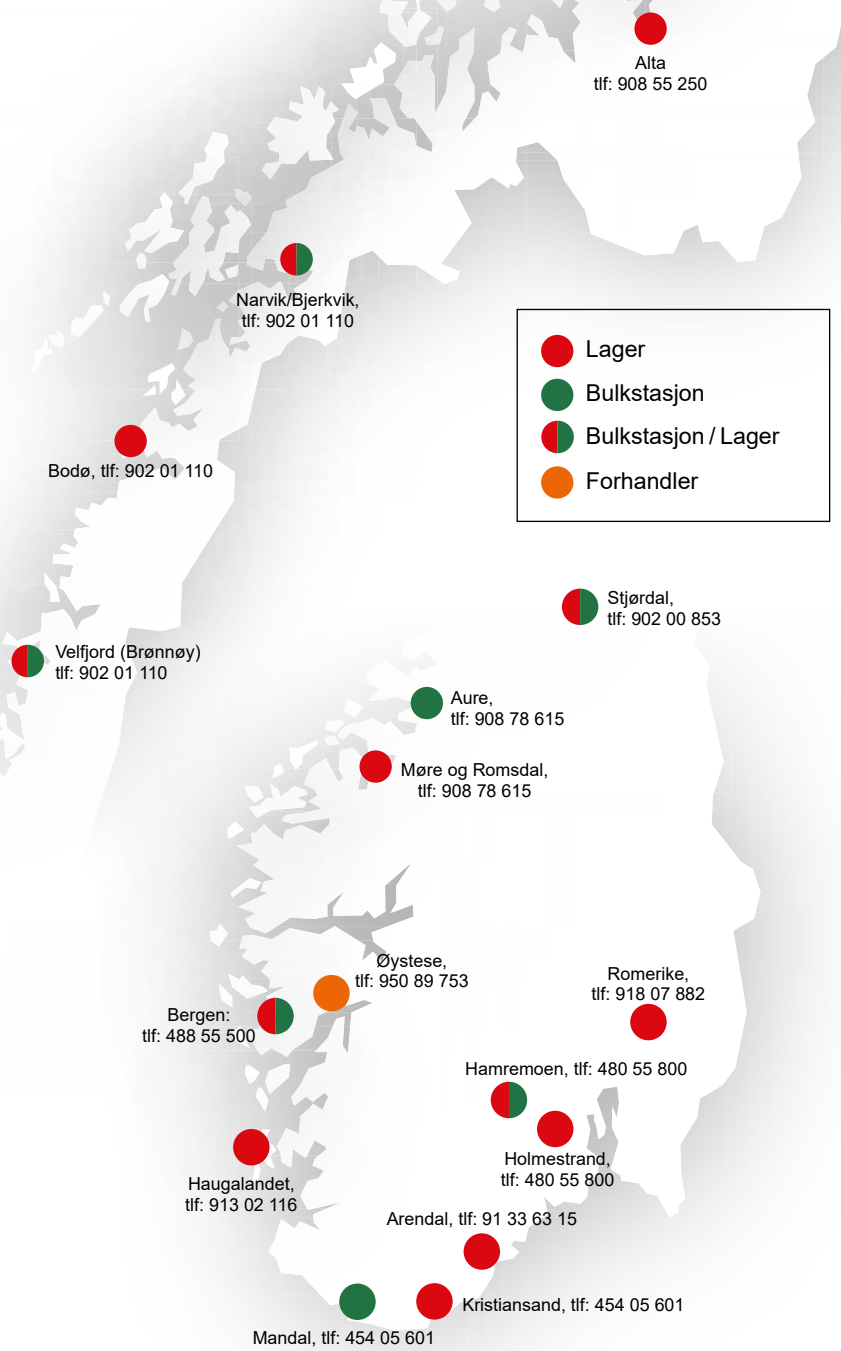 Alta
tlf: 908 55 250
Narvik/Bjerkvik,
tlf: 902 01 110
Lager
Bulkstasjon
Bulkstasjon / Lager
Forhandler
Bodø, tlf: 902 01 110
Stjørdal,
tlf: 902 00 853
Velfjord (Brønnøy)
tlf: 902 01 110
Aure,
tlf: 908 78 615
Møre og Romsdal,
tlf: 908 78 615
Øystese,
tlf: 950 89 753
Romerike,
tlf: 918 07 882
Bergen:
tlf: 488 55 500
Hamremoen, tlf: 480 55 800
Holmestrand,
tlf: 480 55 800
Haugalandet,
tlf: 913 02 116
Arendal, tlf: 91 33 63 15
Kristiansand, tlf: 454 05 601
Mandal, tlf: 454 05 601